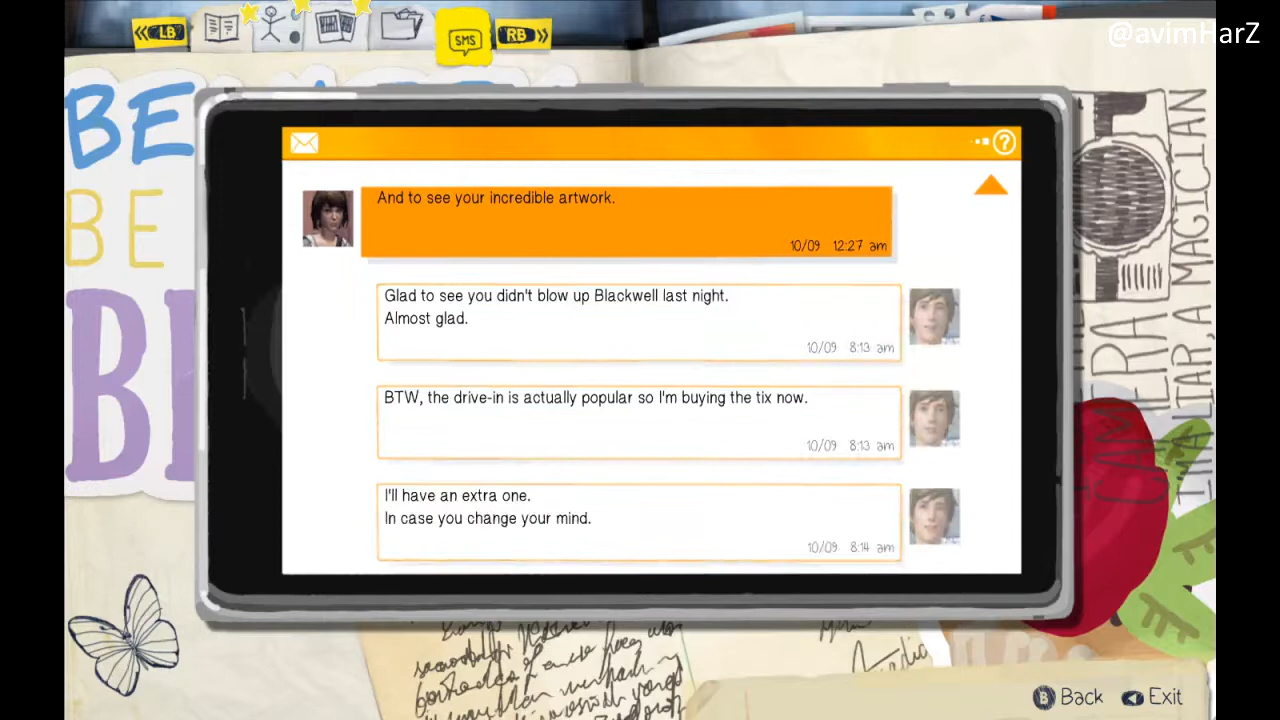 @avimHarZ
LB
SMS
RB
BE
BE
And to see your incredible artwork.
10/09 12:27 am
Glad to see you didn't blow up Blackwell last night.
Almost glad.
10/09 8:13 am
BTW, the drive-in is actually popular so I'm buying the tix now.
10/09 8:13 am
I'll have an extra one.
In case you change your mind.
10/09 8:14 am
?
I CAN
I'M A LIAR, A MAGICIAN
B Back
Exit